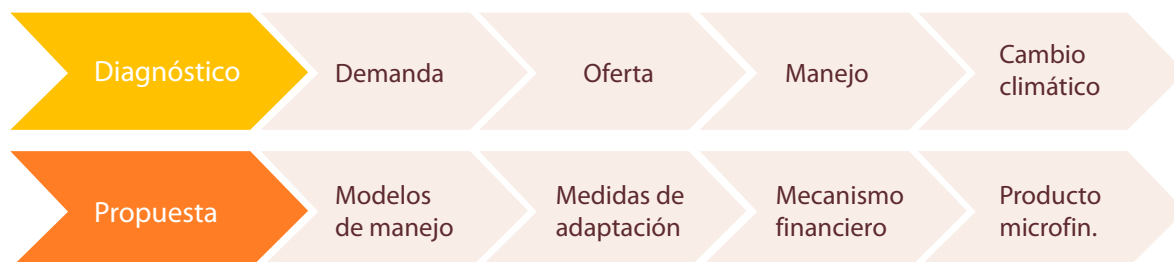 Diagnóstico
Demanda
Oferta
Manejo
Cambio
climático
Propuesta
Modelos
de manejo
Medidas de
adaptación
Mecanismo
financiero
Producto
microfin.